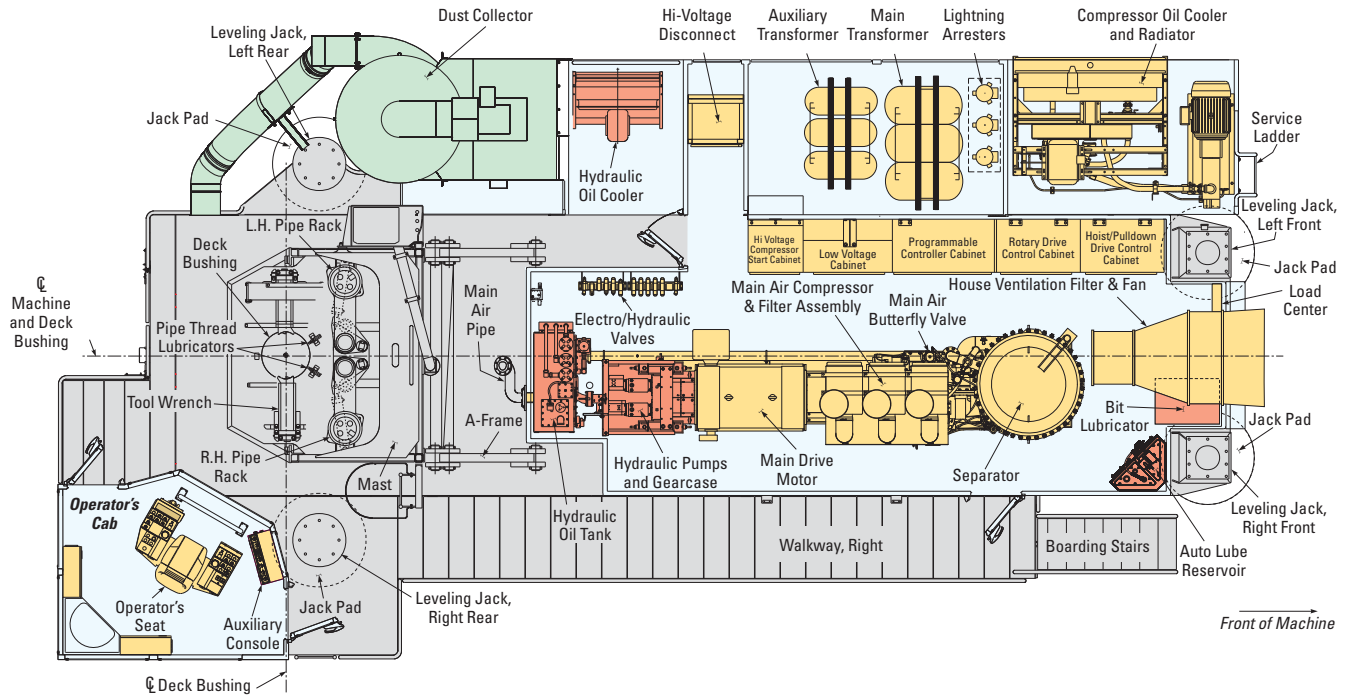 Dust Collector
Hi-Voltage
Disconnect
Auxiliary
Transformer
Main
Transformer
Lightning
Arresters
Compressor Oil Cooler
and Radiator
Leveling Jack,
Left Rear
Jack Pad
Service
Ladder
Hydraulic
Oil Cooler
L.H. Pipe Rack
Deck
Bushing
Leveling Jack,
Left Front
Hi Voltage
Compressor
Start Cabinet
Low Voltage
Cabinet
Programmable
Controller Cabinet
Rotary Drive
Control Cabinet
Hoist/Pulldown
Drive Control
Cabinet
Jack Pad
℄
Machine
and Deck
Bushing
Main
Air
Pipe
Main Air Compressor
& Filter Assembly
House Ventilation Filter & Fan
Main Air
Butterfly Valve
Load
Center
Electro/Hydraulic
Valves
Pipe Thread
Lubricators
Tool Wrench
A-Frame
Bit
Lubricator
Jack Pad
R.H. Pipe
Rack
Mast
Hydraulic Pumps
and Gearcase
Main Drive
Motor
Separator
Operator's
Cab
Hydraulic
Oil Tank
Leveling Jack,
Right Front
Walkway, Right
Boarding Stairs
Auto Lube
Reservoir
Operator's
Seat
Auxiliary
Console
Jack Pad
Leveling Jack,
Right Rear
Front of Machine
℄ Deck Bushing